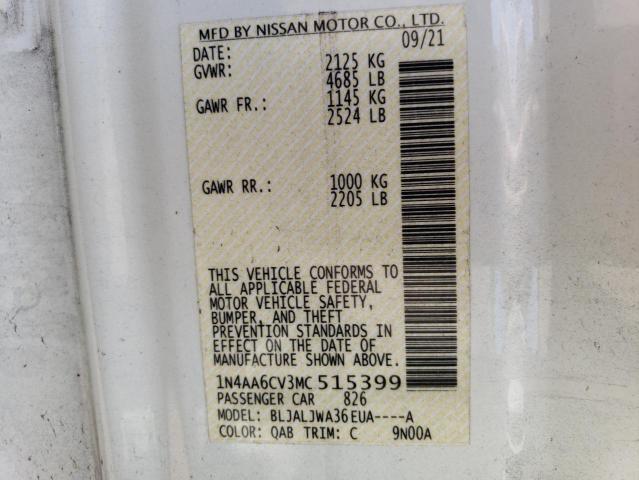 MFD BY NISSAN MOTOR CO., LTD.
DATE: 09/21
GVWR: 2125 KG
4685 LB
GAWR FR.: 1145 KG
2524 LB
GAWR RR.: 1000 KG
2205 LB
THIS VEHICLE CONFORMS TO
ALL APPLICABLE FEDERAL
MOTOR VEHICLE SAFETY,
BUMPER, AND THEFT
PREVENTION STANDARDS IN
EFFECT ON THE DATE OF
MANUFACTURE SHOWN ABOVE.
1N4AA6CV3MC515399
PASSENGER CAR 826
MODEL: BLJALJWA36EUA----A
COLOR: QAB TRIM: C 9N00A